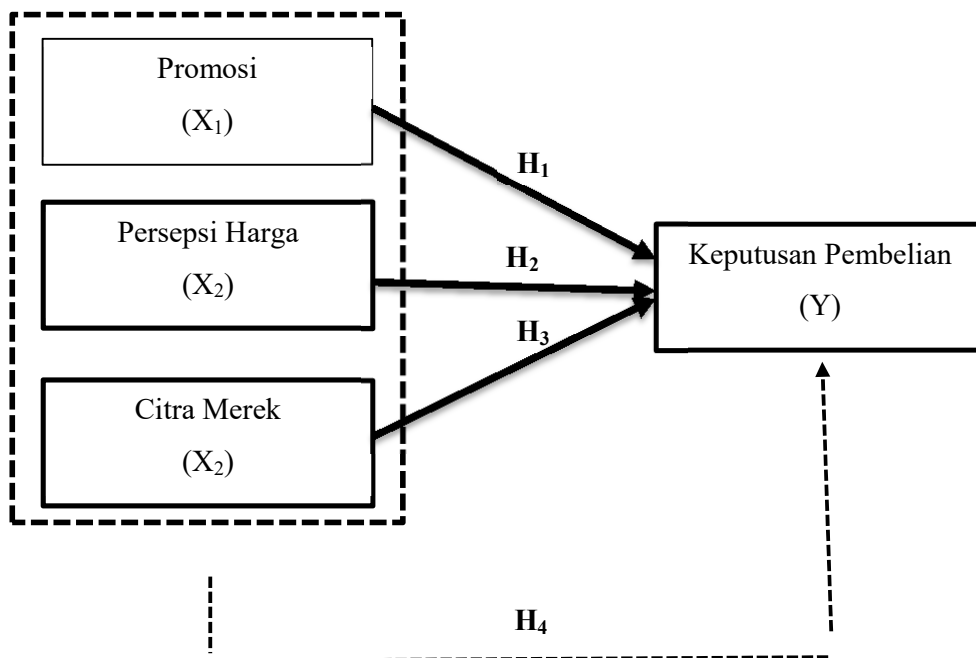 Promosi
(X₁)
H₁
Persepsi Harga
(X₂)
H₂
Keputusan Pembelian
(Y)
H₃
Citra Merek
(X₂)
H₄